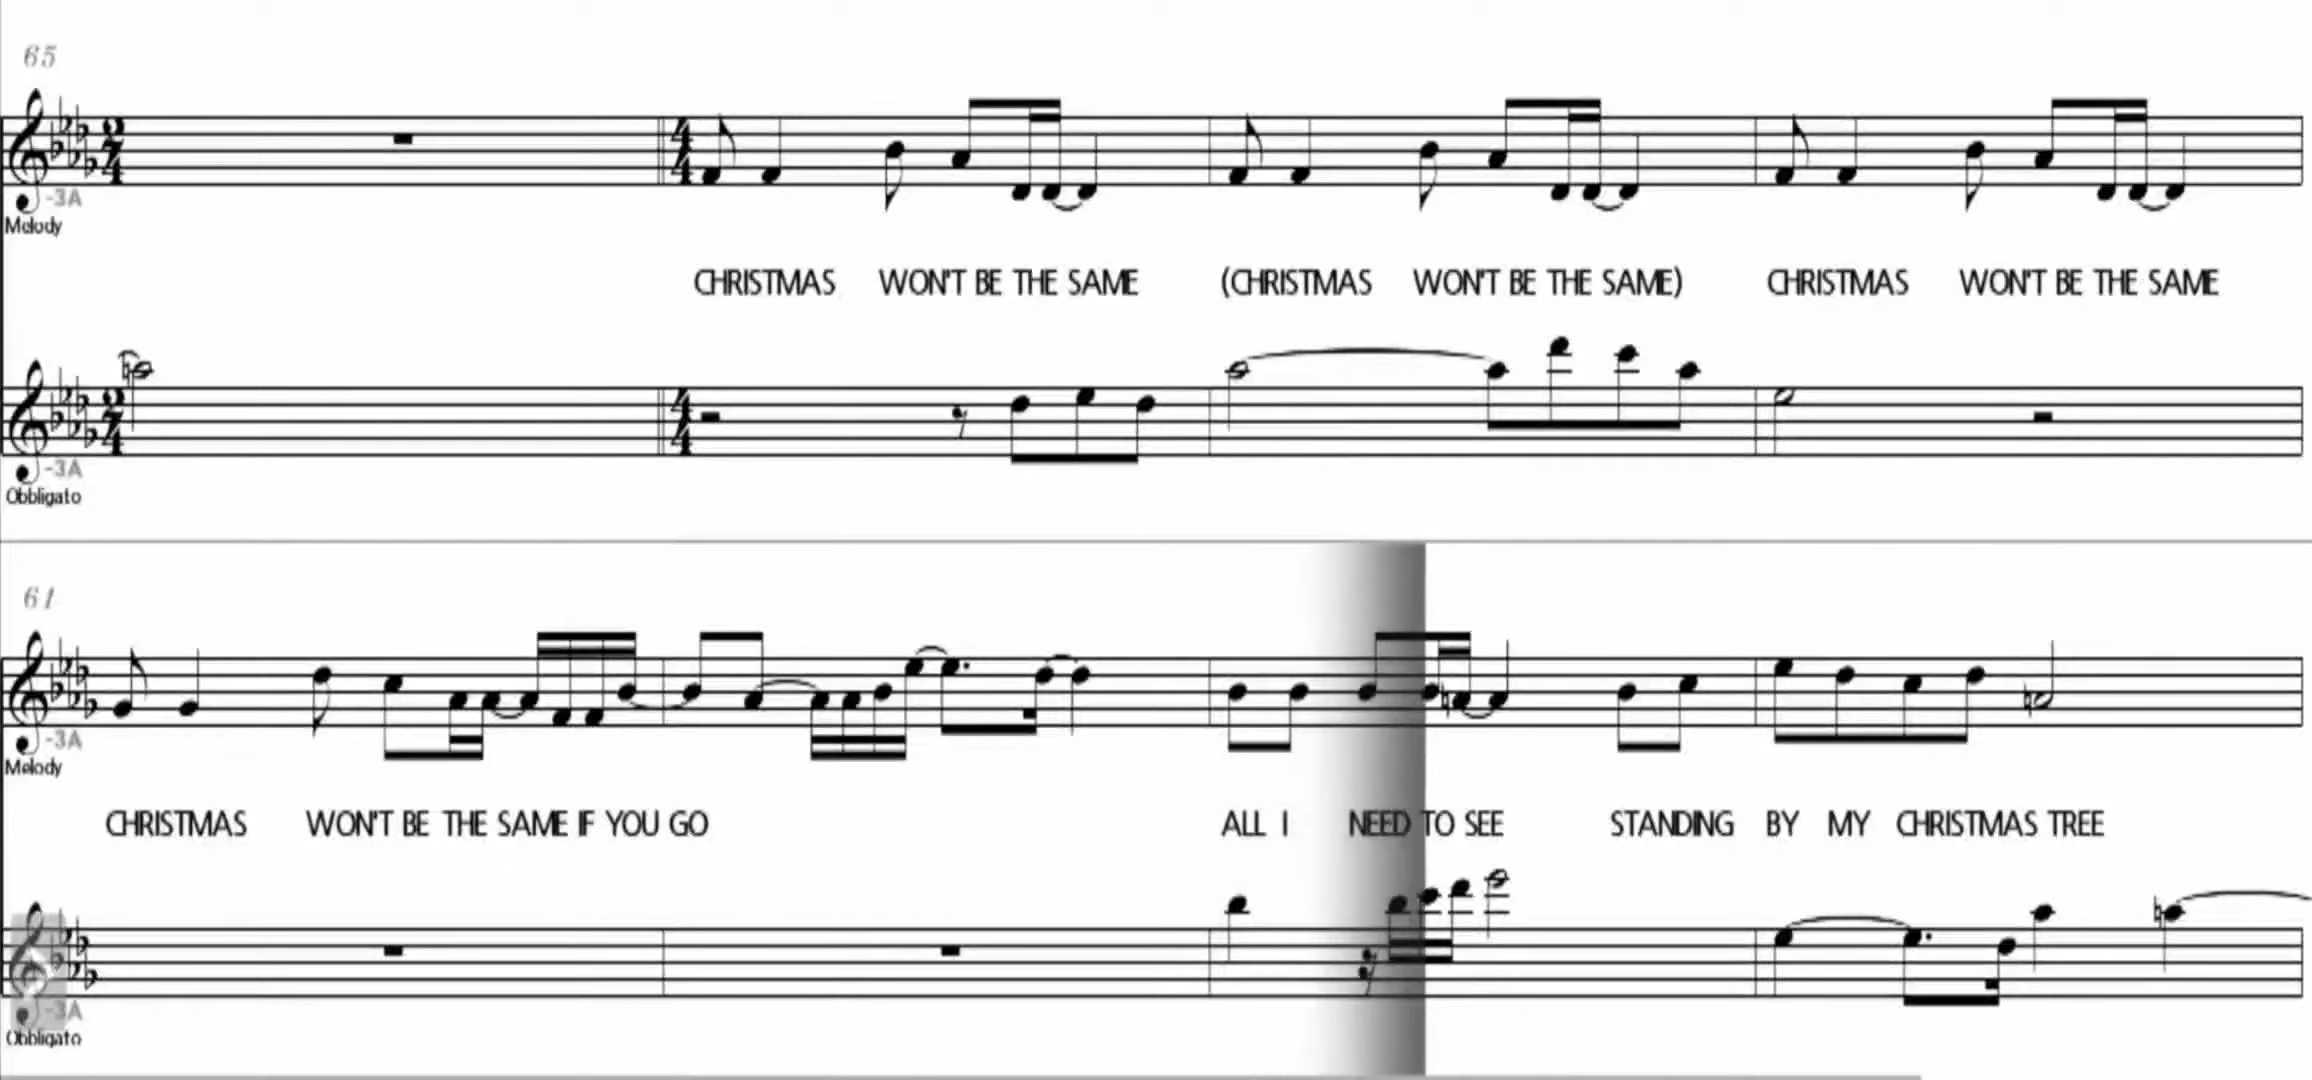 65
-3A
Melody
CHRISTMAS WON'T BE THE SAME (CHRISTMAS WON'T BE THE SAME) CHRISTMAS WON'T BE THE SAME
-3A
Obbligato
61
-3A
Melody
CHRISTMAS WON'T BE THE SAME IF YOU GO ALL I NEED TO SEE STANDING BY MY CHRISTMAS TREE
-3A
Obbligato